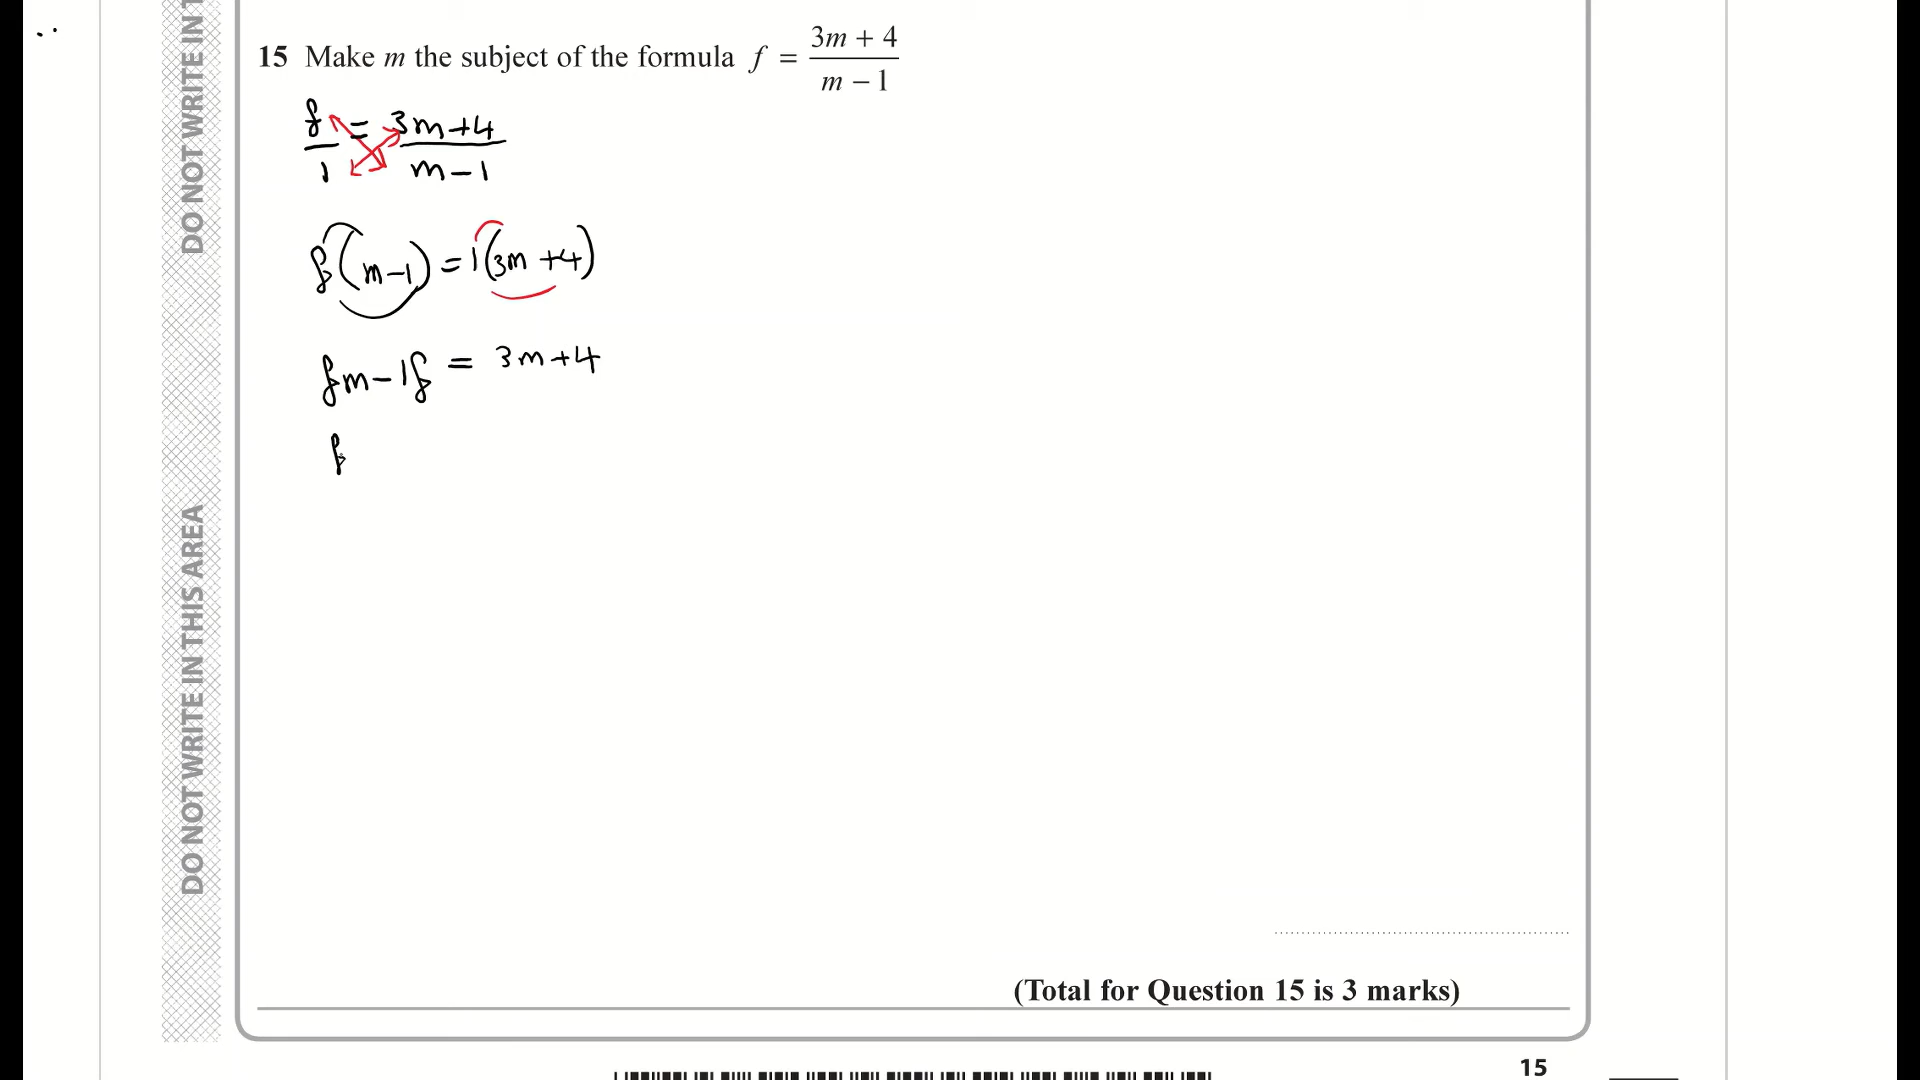 DO NOT WRITE IN T
15 Make m the subject of the formula f = (3m + 4)/(m − 1)
f/1 = (3m+4)/(m−1)
f(m−1) = 1(3m+4)
fm−1f = 3m+4
f
DO NOT WRITE IN THIS AREA
(Total for Question 15 is 3 marks)
15